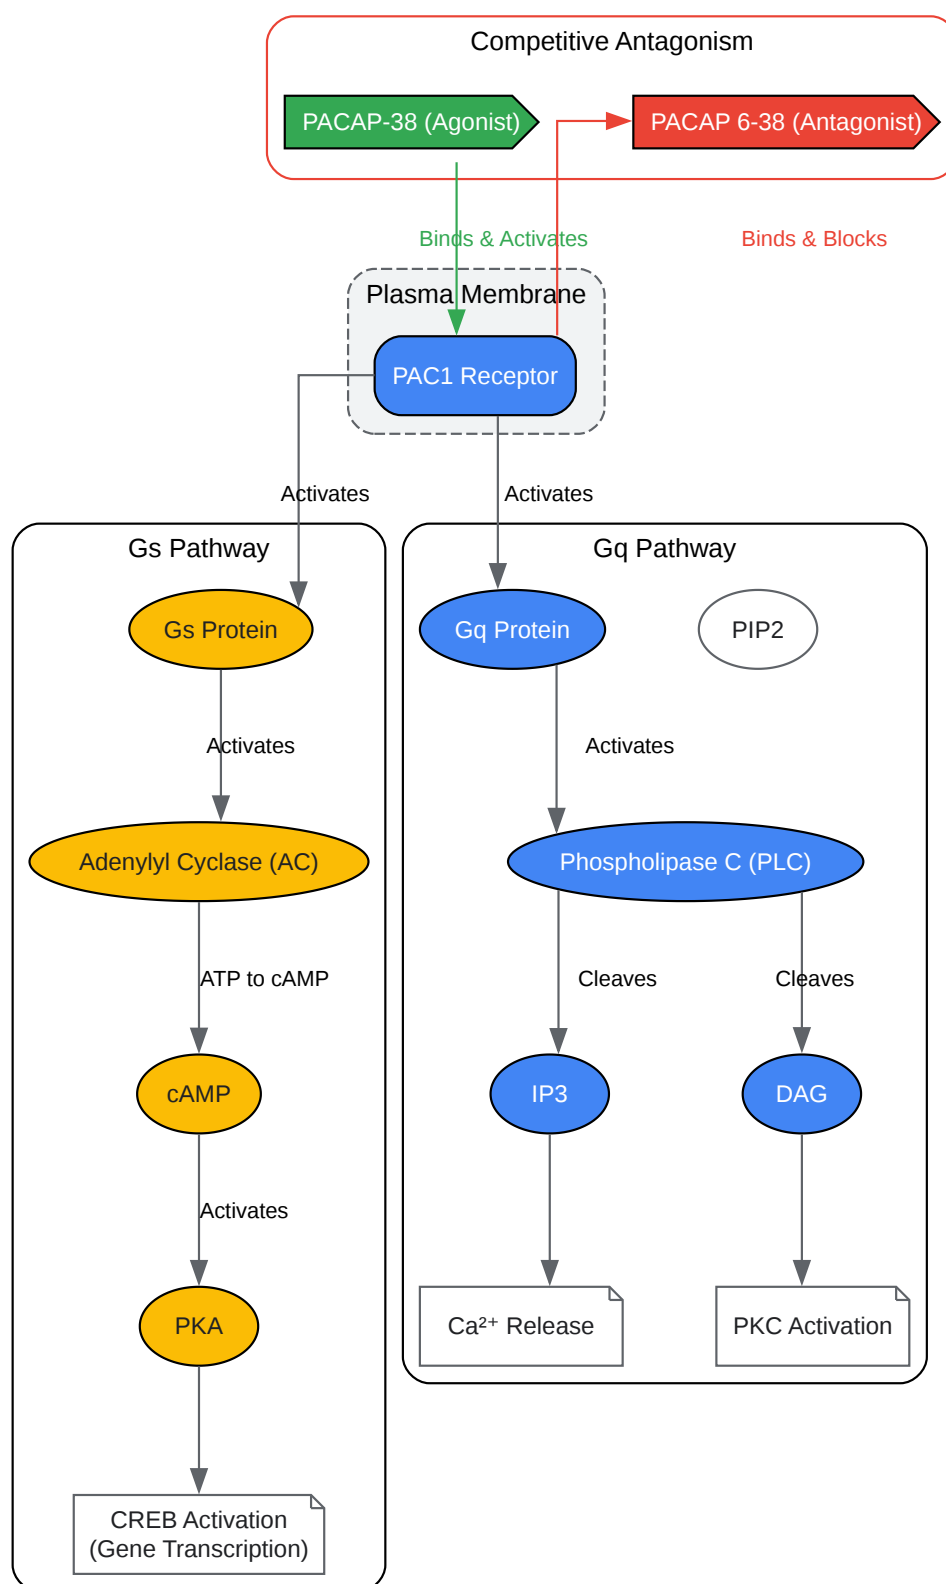 Competitive Antagonism
PACAP-38 (Agonist)
PACAP 6-38 (Antagonist)
Binds & Activates
Binds & Blocks
Plasma Membrane
PAC1 Receptor
Activates
Activates
Gs Pathway
Gq Pathway
Gs Protein
Gq Protein
PIP2
Activates
Activates
Adenylyl Cyclase (AC)
Phospholipase C (PLC)
ATP to cAMP
Cleaves
Cleaves
cAMP
IP3
DAG
Activates
PKA
Ca²⁺ Release
PKC Activation
CREB Activation
(Gene Transcription)